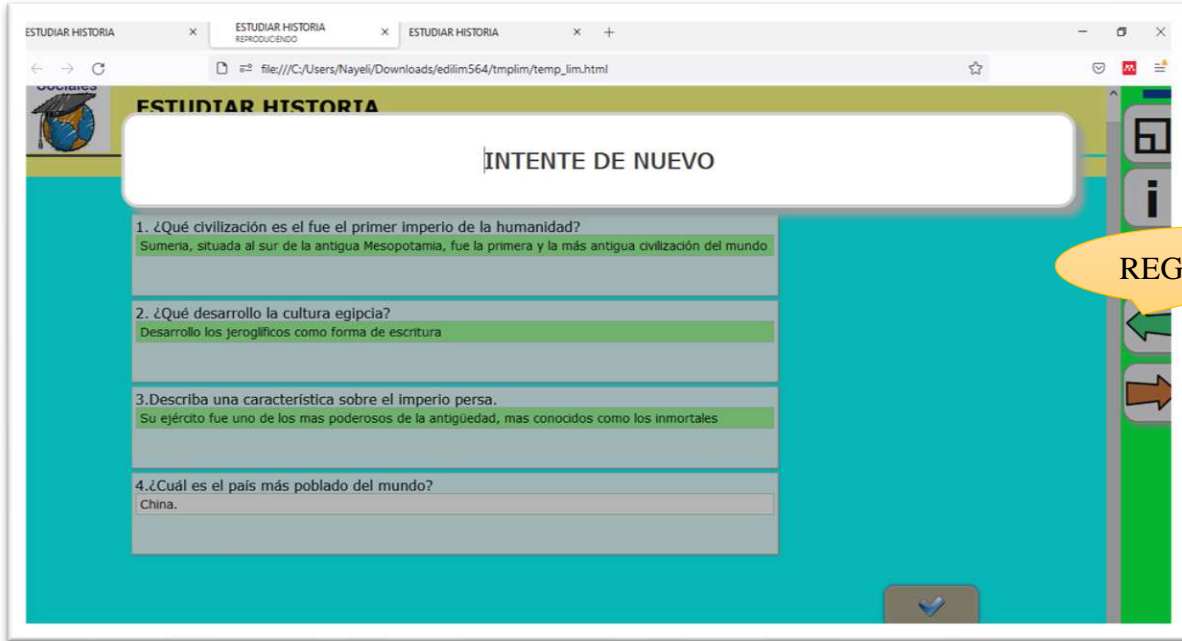 ESTUDIAR HISTORIA
ESTUDIAR HISTORIA
REPRODUCIENDO
ESTUDIAR HISTORIA
file:///C:/Users/Nayeli/Downloads/edilim564/tmplim/temp_lim.html
Sociales
ESTUDIAR HISTORIA
INTENTE DE NUEVO
i
1. ¿Qué civilización es el fue el primer imperio de la humanidad?
Sumeria, situada al sur de la antigua Mesopotamia, fue la primera y la más antigua civilización del mundo
REG
2. ¿Qué desarrollo la cultura egipcia?
Desarrollo los jeroglíficos como forma de escritura
3.Describa una característica sobre el imperio persa.
Su ejército fue uno de los mas poderosos de la antigüedad, mas conocidos como los inmortales
4.¿Cuál es el país más poblado del mundo?
China.